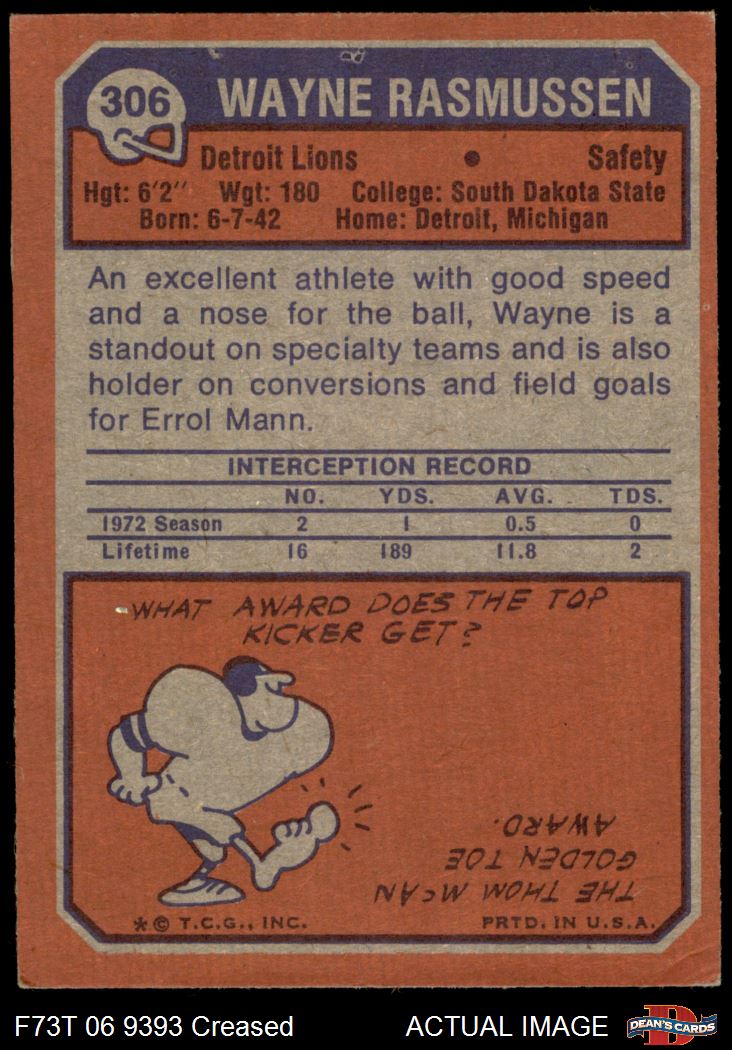 306
WAYNE RASMUSSEN
Detroit Lions • Safety
Hgt: 6'2" Wgt: 180 College: South Dakota State
Born: 6-7-42 Home: Detroit, Michigan
An excellent athlete with good speed
and a nose for the ball, Wayne is a
standout on specialty teams and is also
holder on conversions and field goals
for Errol Mann.
INTERCEPTION RECORD
NO. YDS. AVG. TDS.
1972 Season 2 1 0.5 0
Lifetime 16 189 11.8 2
WHAT AWARD DOES THE TOP
KICKER GET?
THE THOM McAN
GOLDEN TOE
AWARD.
*© T.C.G., INC. PRTD. IN U.S.A.
F73T 06 9393 Creased ACTUAL IMAGE
D
DEAN'S CARDS